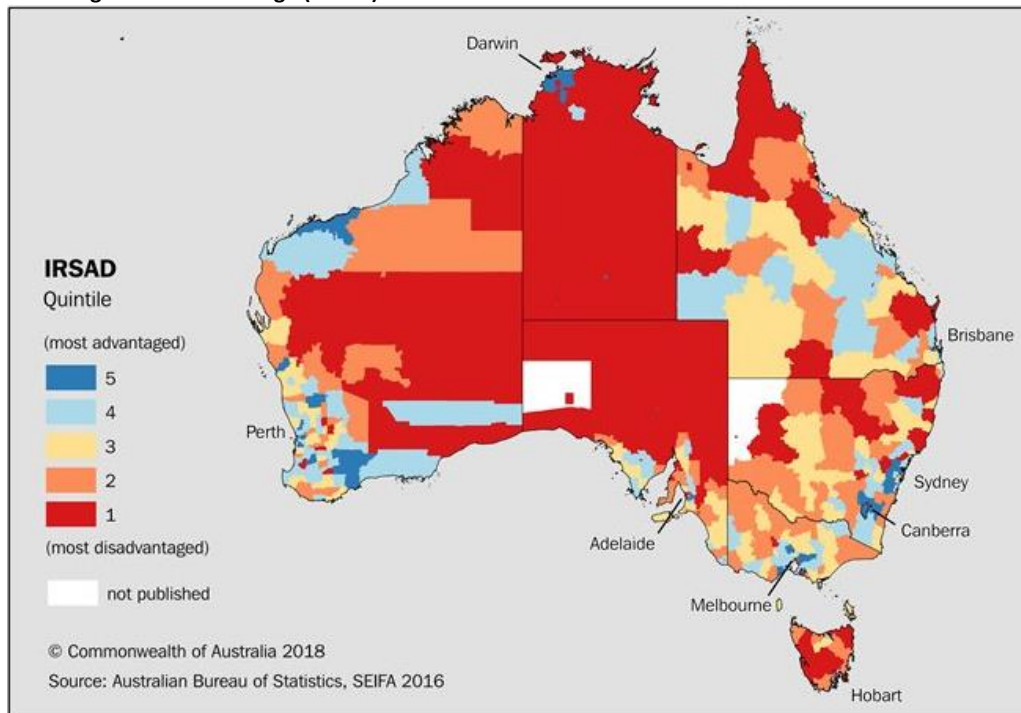 Darwin
IRSAD
Quintile
(most advantaged)
5
4
3
2
1
(most disadvantaged)
not published
Brisbane
Perth
Sydney
Canberra
Adelaide
Melbourne
Hobart
© Commonwealth of Australia 2018
Source: Australian Bureau of Statistics, SEIFA 2016